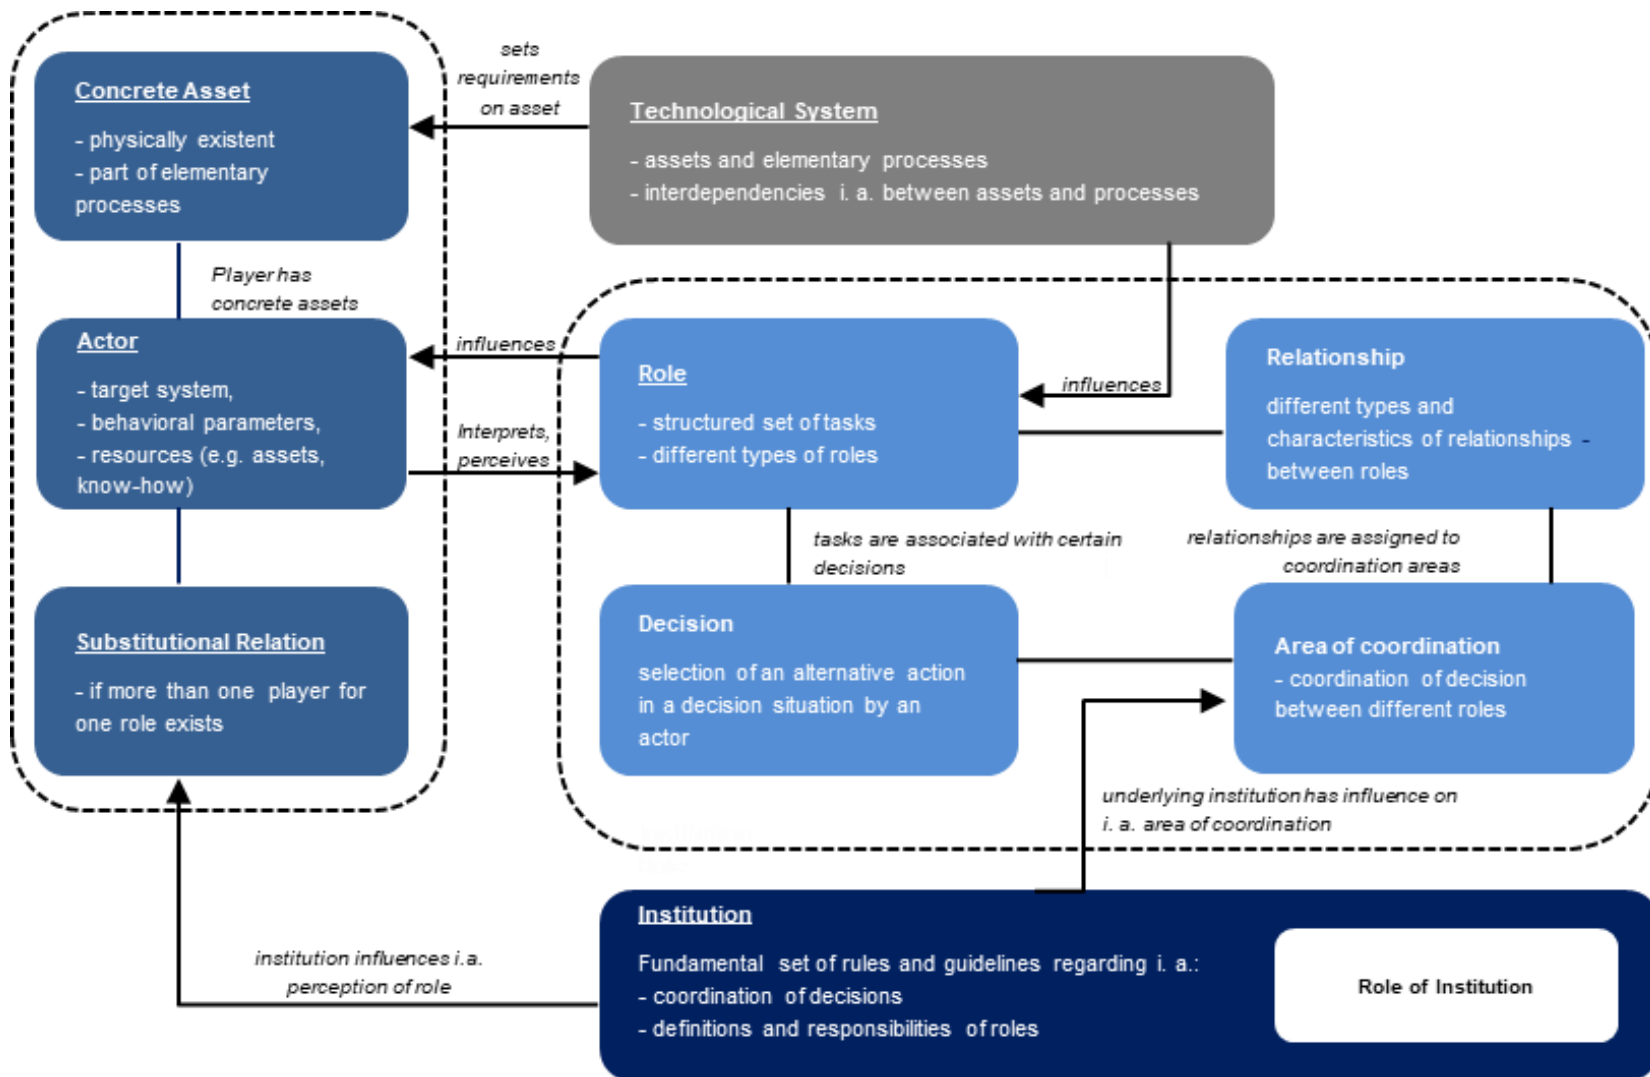 Concrete Asset
- physically existent
- part of elementary
processes
sets
requirements
on asset
Technological System
- assets and elementary processes
- interdependencies i. a. between assets and processes
Player has
concrete assets
Actor
- target system,
- behavioral parameters,
- resources (e.g. assets,
know-how)
influences
Interprets,
perceives
Role
- structured set of tasks
- different types of roles
influences
Relationship
different types and
characteristics of relationships -
between roles
tasks are associated with certain
decisions
relationships are assigned to
coordination areas
Substitutional Relation
- if more than one player for
one role exists
Decision
selection of an alternative action
in a decision situation by an
actor
Area of coordination
- coordination of decision
between different roles
underlying institution has influence on
i. a. area of coordination
institution influences i.a.
perception of role
Institution
Fundamental set of rules and guidelines regarding i. a.:
- coordination of decisions
- definitions and responsibilities of roles
Role of Institution